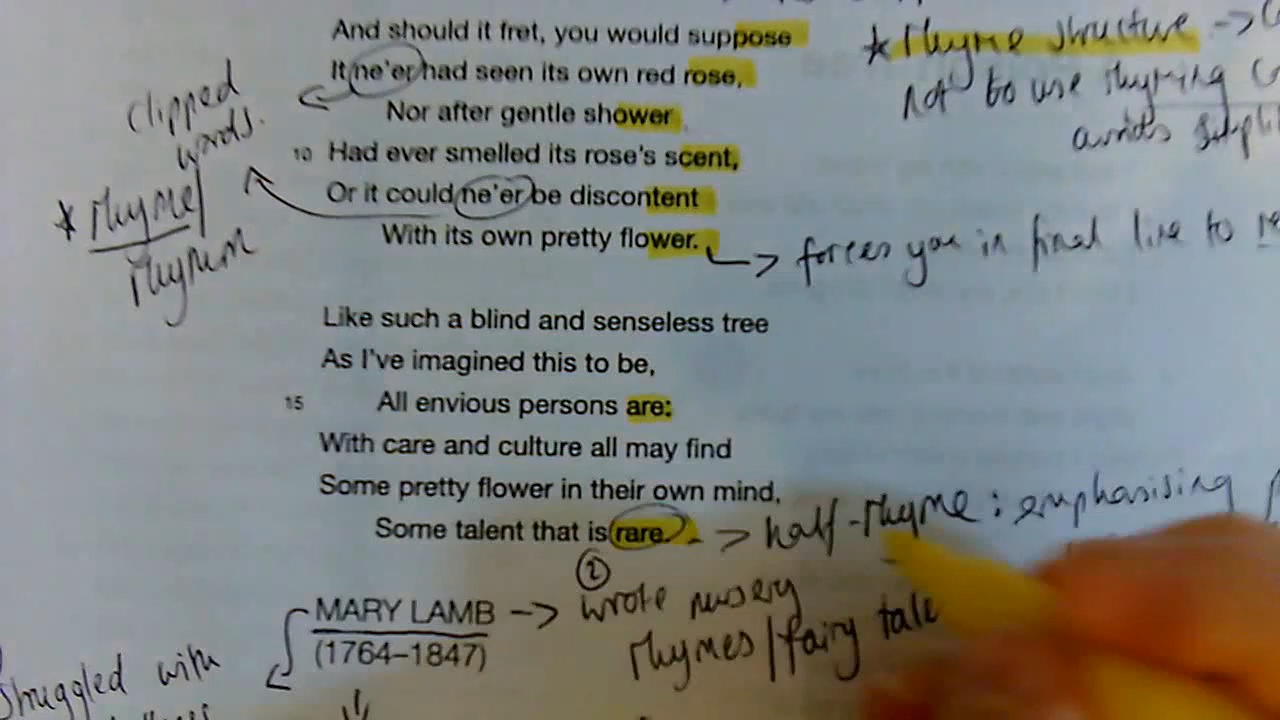 And should it fret, you would suppose
It ne'er had seen its own red rose,
Nor after gentle shower
10 Had ever smelled its rose's scent,
Or it could ne'er be discontent
With its own pretty flower.
Like such a blind and senseless tree
As I've imagined this to be,
15 All envious persons are:
With care and culture all may find
Some pretty flower in their own mind,
Some talent that is rare.
MARY LAMB
(1764–1847)
clipped
words.
* rhyme/
rhythm
* Rhyme structure ->
not to use rhyming
avoids
-> forces you in final line to
-> half-rhyme: emphasising
2
-> wrote nursery
rhymes/fairy tale
struggled with